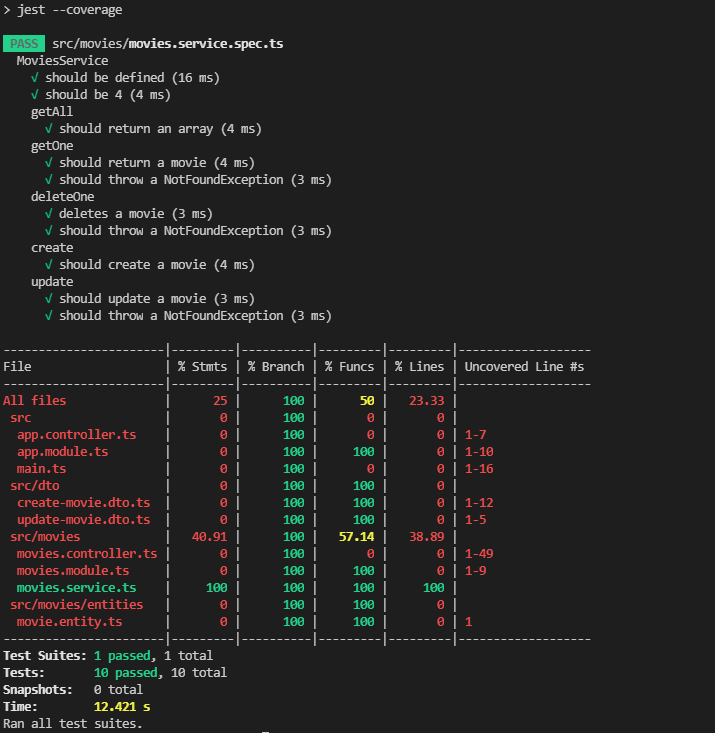 > jest --coverage
PASS src/movies/movies.service.spec.ts
MoviesService
√ should be defined (16 ms)
√ should be 4 (4 ms)
getAll
√ should return an array (4 ms)
getOne
√ should return a movie (4 ms)
√ should throw a NotFoundException (3 ms)
deleteOne
√ deletes a movie (3 ms)
√ should throw a NotFoundException (3 ms)
create
√ should create a movie (4 ms)
update
√ should update a movie (3 ms)
√ should throw a NotFoundException (3 ms)
-----------------------|---------|----------|---------|---------|-------------------
File                   | % Stmts | % Branch | % Funcs | % Lines | Uncovered Line #s
-----------------------|---------|----------|---------|---------|-------------------
All files              |      25 |      100 |      50 |   23.33 |
 src                   |       0 |      100 |       0 |       0 |
  app.controller.ts    |       0 |      100 |       0 |       0 | 1-7
  app.module.ts        |       0 |      100 |     100 |       0 | 1-10
  main.ts              |       0 |      100 |       0 |       0 | 1-16
 src/dto               |       0 |      100 |     100 |       0 |
  create-movie.dto.ts  |       0 |      100 |     100 |       0 | 1-12
  update-movie.dto.ts  |       0 |      100 |     100 |       0 | 1-5
 src/movies            |   40.91 |      100 |   57.14 |   38.89 |
  movies.controller.ts |       0 |      100 |       0 |       0 | 1-49
  movies.module.ts     |       0 |      100 |     100 |       0 | 1-9
  movies.service.ts    |     100 |      100 |     100 |     100 |
 src/movies/entities   |       0 |      100 |     100 |       0 |
  movie.entity.ts      |       0 |      100 |     100 |       0 | 1
-----------------------|---------|----------|---------|---------|-------------------
Test Suites: 1 passed, 1 total
Tests:       10 passed, 10 total
Snapshots:   0 total
Time:        12.421 s
Ran all test suites.